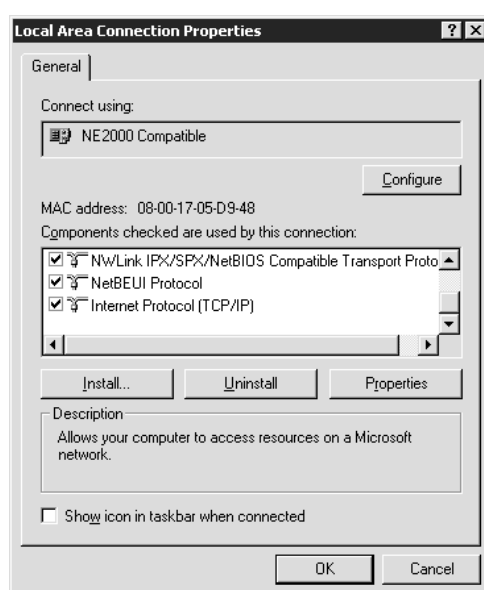 Local Area Connection Properties
General
Connect using:
NE2000 Compatible
Configure
MAC address: 08-00-17-05-D9-48
Components checked are used by this connection:
NWLink IPX/SPX/NetBIOS Compatible Transport Proto
NetBEUI Protocol
Internet Protocol (TCP/IP)
Install... Uninstall Properties
Description
Allows your computer to access resources on a Microsoft
network.
Show icon in taskbar when connected
OK Cancel